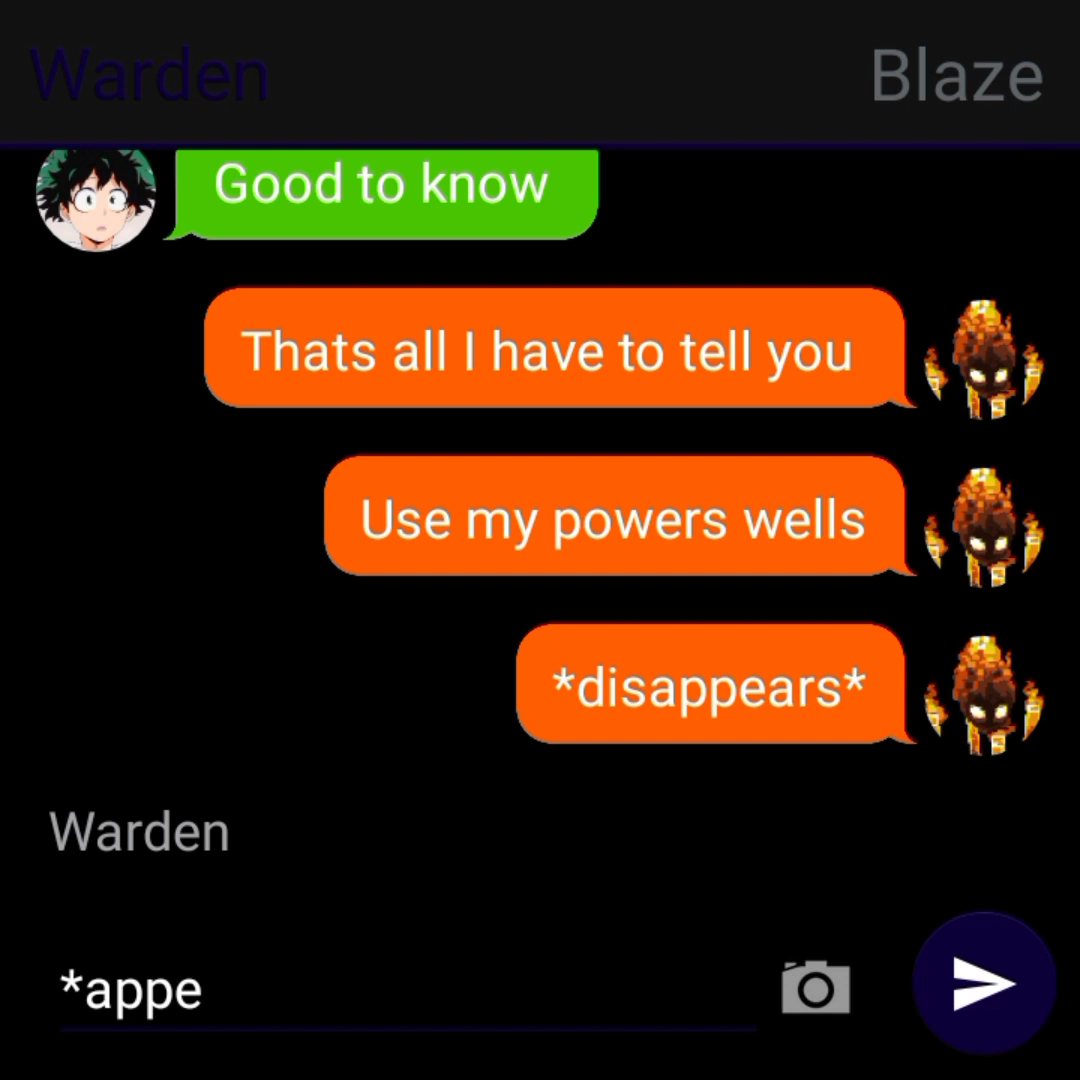 Warden
Blaze
Good to know
Thats all I have to tell you
Use my powers wells
*disappears*
Warden
*appe